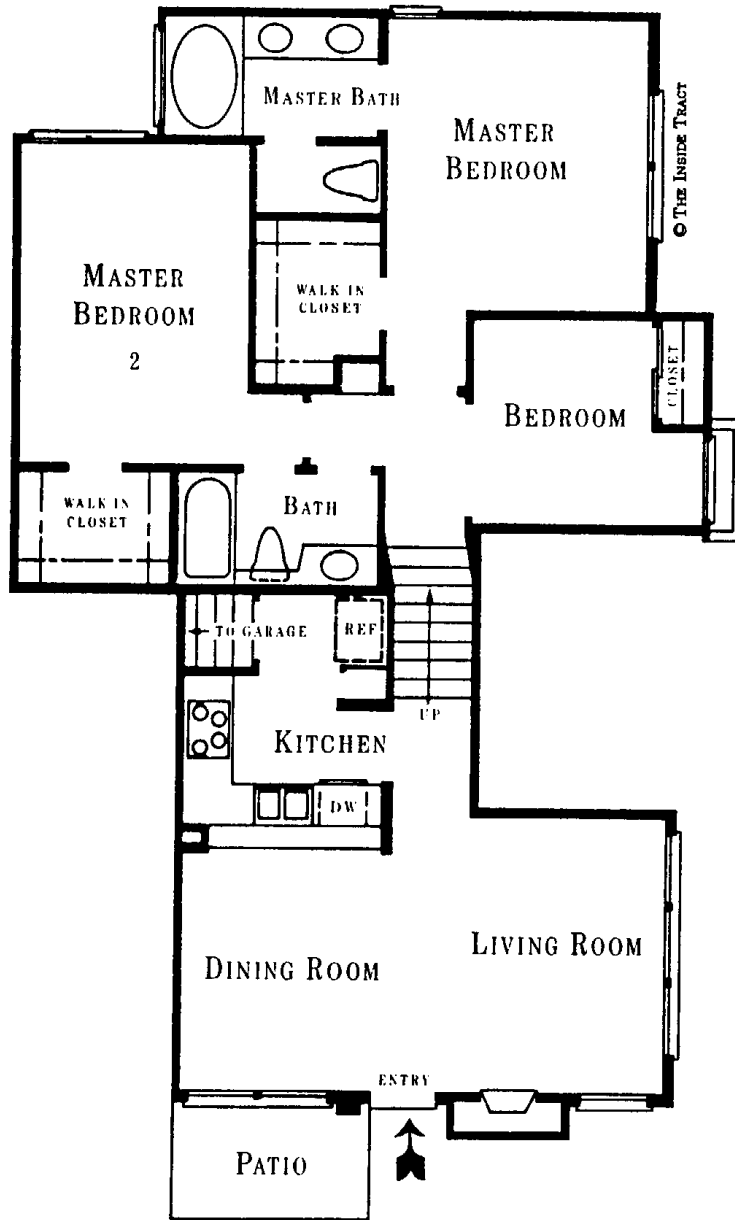 MASTER BATH
MASTER
BEDROOM
© THE INSIDE TRACT
MASTER
BEDROOM
2
WALK IN
CLOSET
CLOSET
BEDROOM
WALK IN
CLOSET
BATH
TO GARAGE
REF
UP
KITCHEN
DW
LIVING ROOM
DINING ROOM
ENTRY
PATIO